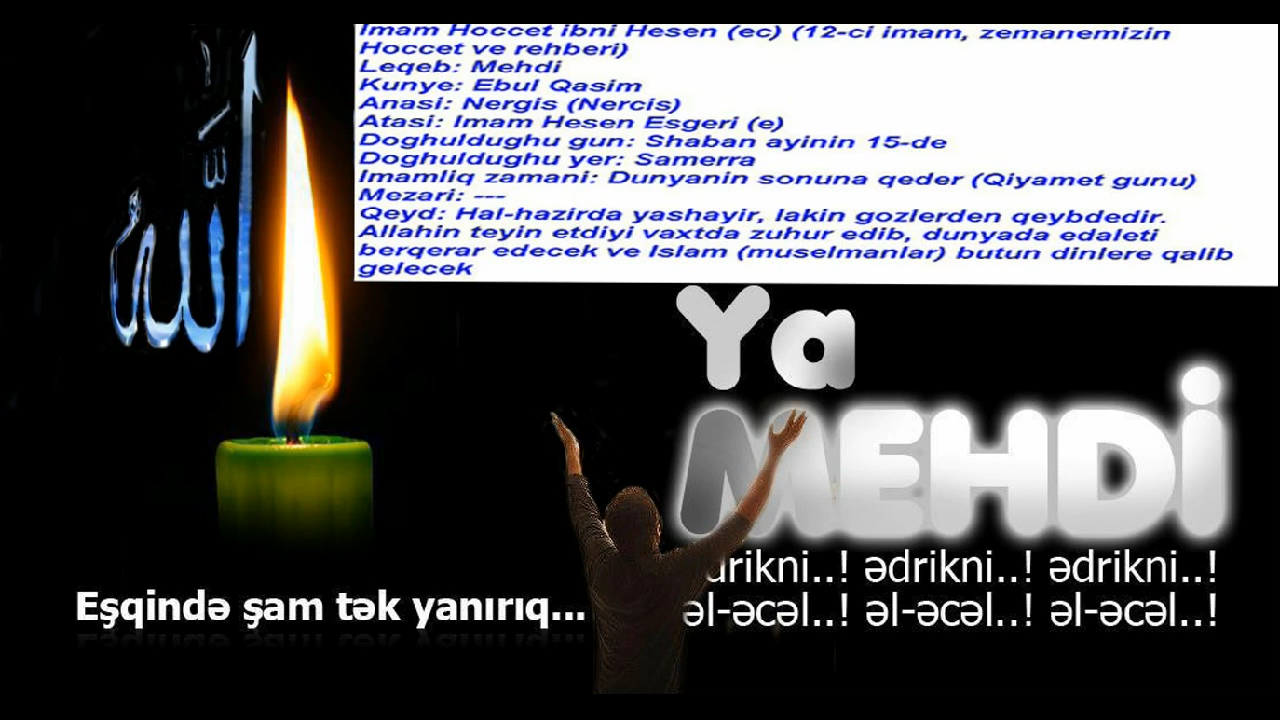 Imam Hoccet ibni Hesen (ec) (12-ci imam, zemanemizin
Hoccet ve rehberi)
Leqeb: Mehdi
Kunye: Ebul Qasim
Anasi: Nergis (Nercis)
Atasi: Imam Hesen Esgeri (e)
Doghuldughu gun: Shaban ayinin 15-de
Doghuldughu yer: Samerra
Imamliq zamani: Dunyanin sonuna qeder (Qiyamet gunu)
Mezari: ---
Qeyd: Hal-hazirda yashayir, lakin gozlerden qeybdedir.
Allahin teyin etdiyi vaxtda zuhur edib, dunyada edaleti
berqerar edecek ve Islam (muselmanlar) butun dinlere qalib
gelecek
الله
Ya
MEHDİ
drikni..! ədrikni..! ədrikni..!
əl-əcəl..! əl-əcəl..! əl-əcəl..!
Eşqində şam tək yanırıq...